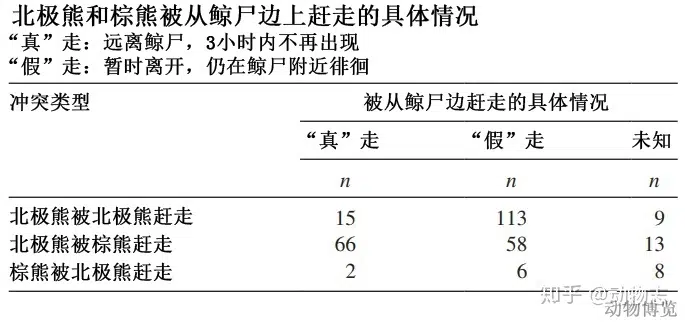 北极熊和棕熊被从鲸尸边上赶走的具体情况
“真”走：远离鲸尸，3小时内不再出现
“假”走：暂时离开，仍在鲸尸附近徘徊
冲突类型 被从鲸尸边赶走的具体情况
“真”走 “假”走 未知
n n n
北极熊被北极熊赶走 15 113 9
北极熊被棕熊赶走 66 58 13
棕熊被北极熊赶走 2 6 8
知乎 @动物志
动物博览